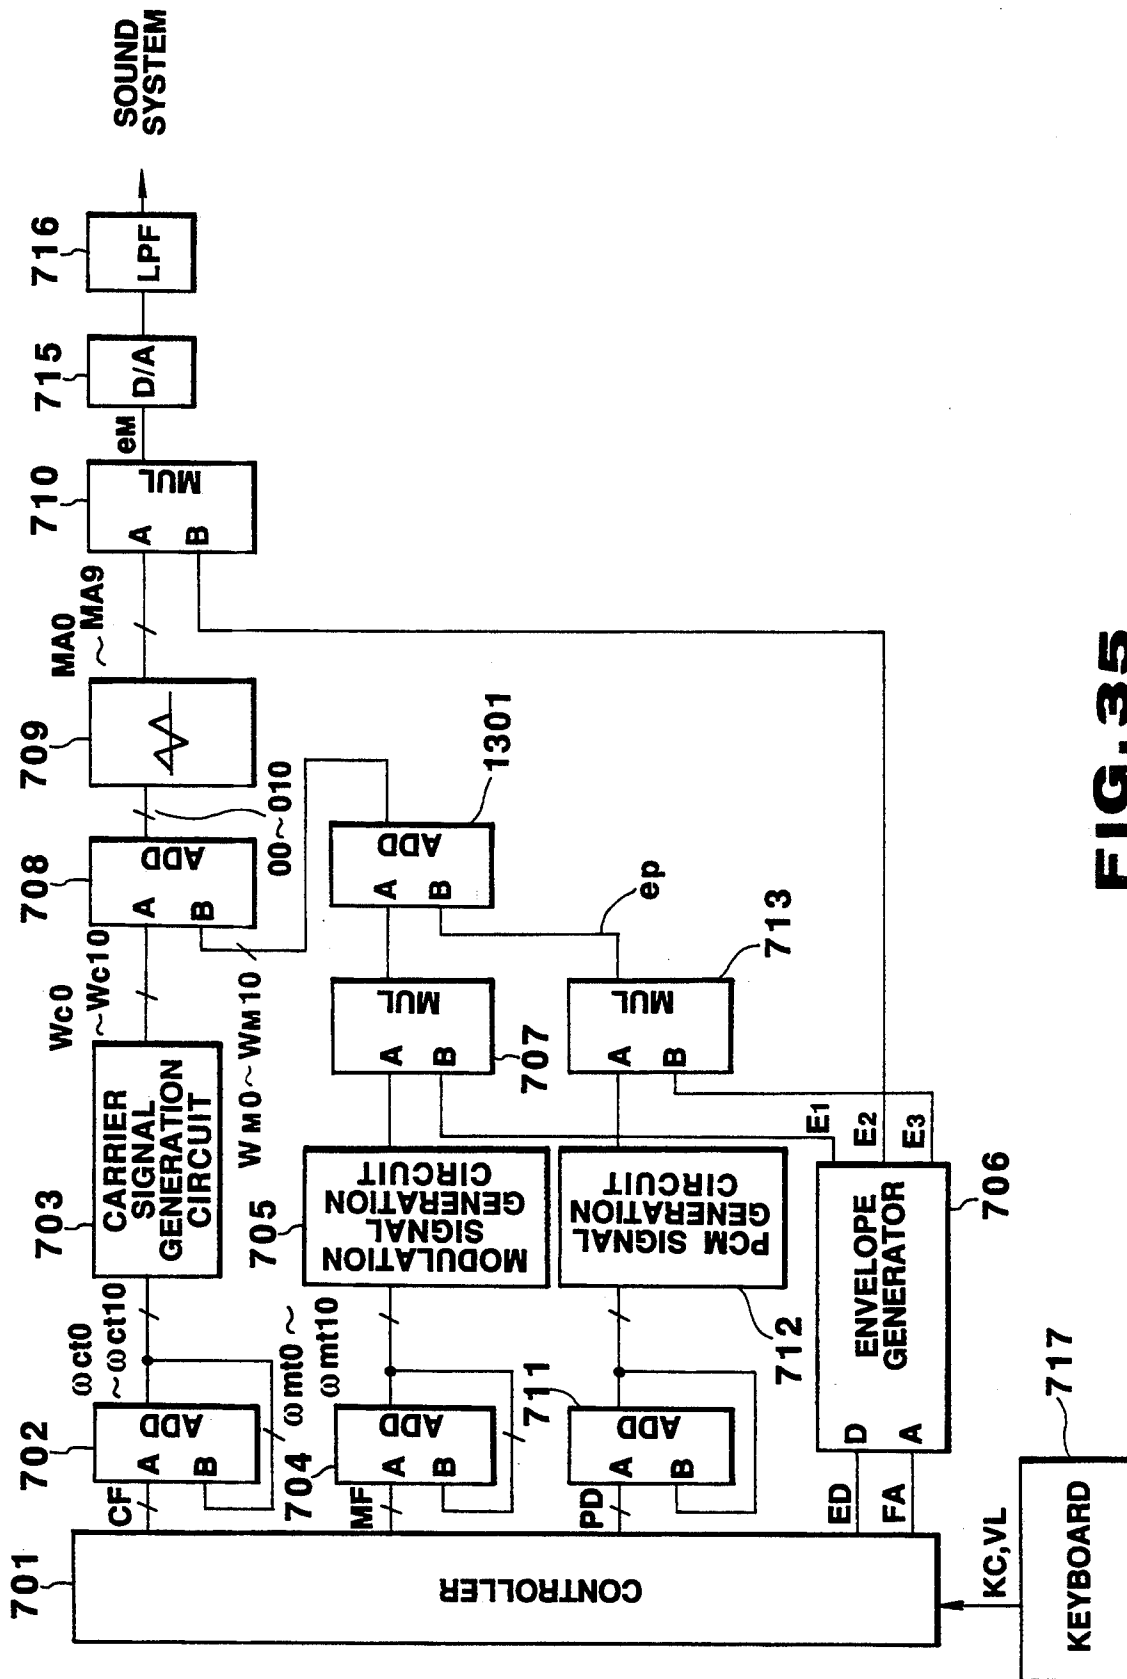 SOUND
SYSTEM
716
LPF
715
D/A
eM
710
MUL
A
B
MA0
~MA9
709
00~010
708
ADD
A
B
Wc0
~Wc10
WM0~WM10
703
CARRIER
SIGNAL
GENERATION
CIRCUIT
ωct0
~ωct10
702
ADD
A
B
CF
1301
ADD
A
B
ep
707
MUL
A
B
713
MUL
A
B
705
MODULATION
SIGNAL
GENERATION
CIRCUIT
712
PCM SIGNAL
GENERATION
CIRCUIT
ωmt0~
ωmt10
704
ADD
A
B
MF
711
ADD
A
B
PD
E1
E2
E3
706
ENVELOPE
GENERATOR
D
A
ED
FA
701
CONTROLLER
KC,VL
717
KEYBOARD
FIG.35